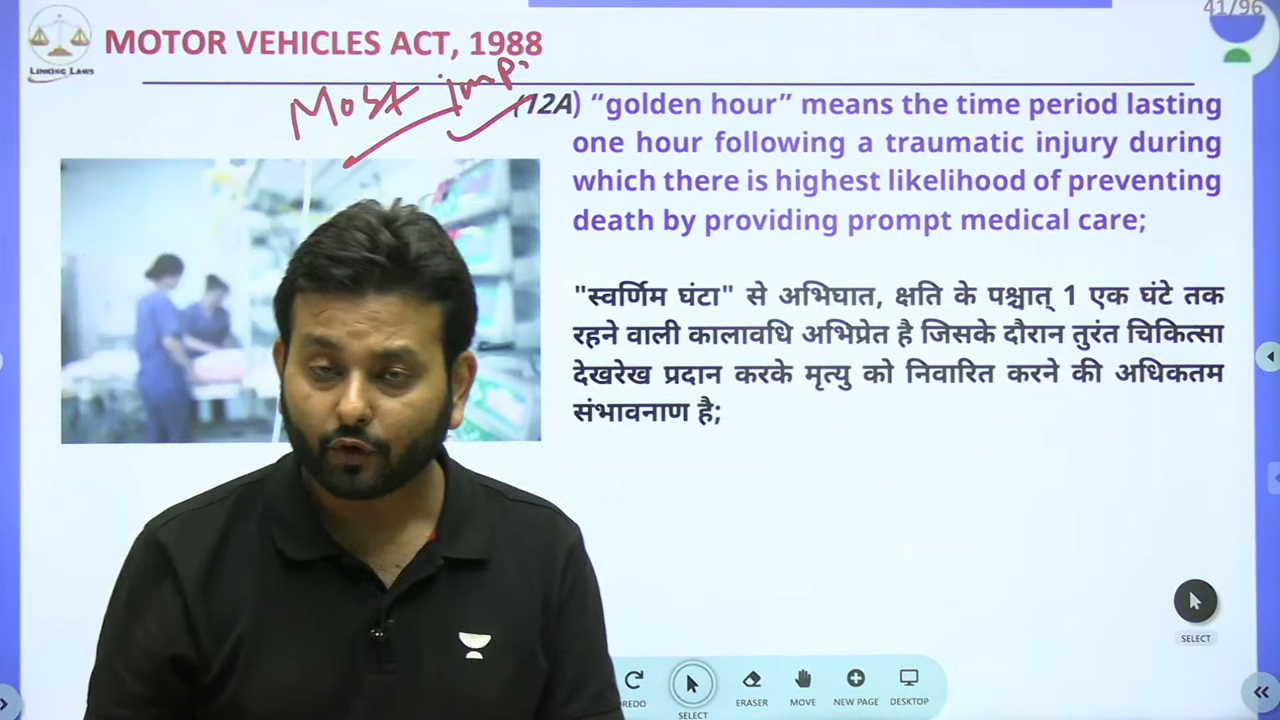 41/96
MOTOR VEHICLES ACT, 1988
LINKING LAWS
Most imp.
(12A) “golden hour” means the time period lasting
one hour following a traumatic injury during
which there is highest likelihood of preventing
death by providing prompt medical care;
"स्वर्णिम घंटा" से अभिघात, क्षति के पश्चात् 1 एक घंटे तक
रहने वाली कालावधि अभिप्रेत है जिसके दौरान तुरंत चिकित्सा
देखरेख प्रदान करके मृत्यु को निवारित करने की अधिकतम
संभावनाण है;
SELECT
REDO
SELECT
ERASER
MOVE
NEW PAGE
DESKTOP